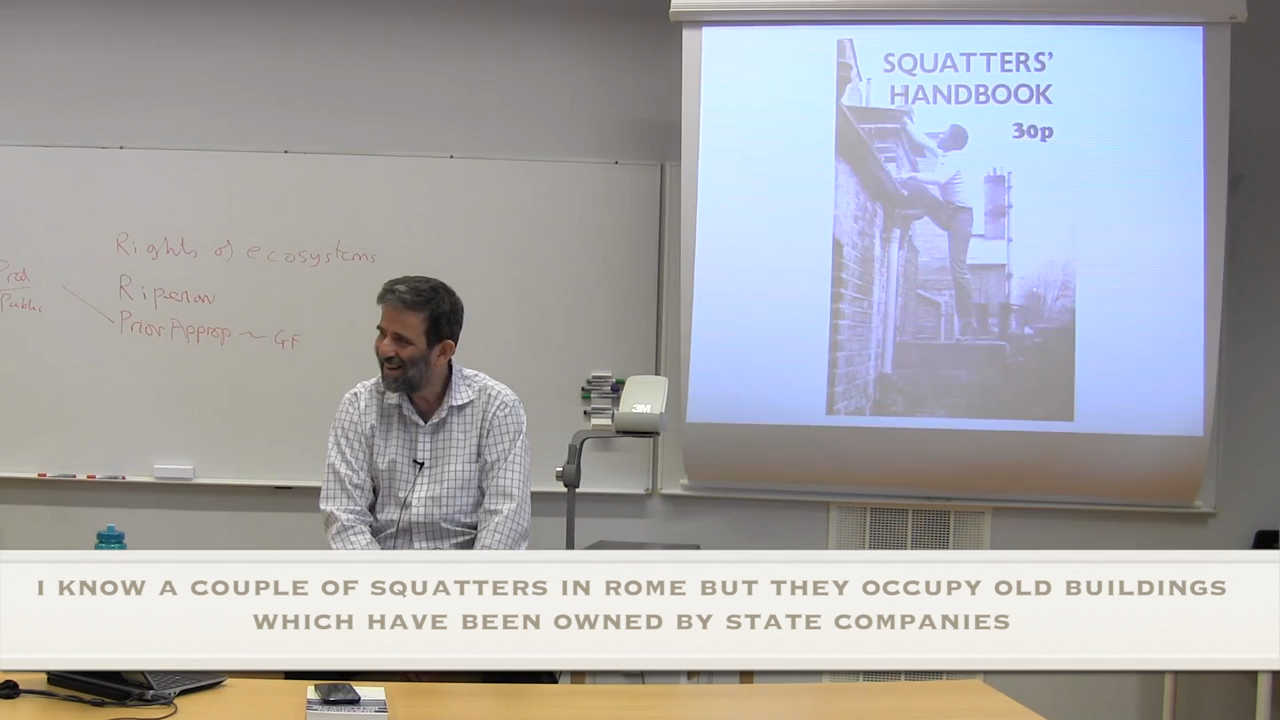 SQUATTERS'
HANDBOOK
30p
Rights of ecosystems
Prior Approp ~ GF
Public
3M
I KNOW A COUPLE OF SQUATTERS IN ROME BUT THEY OCCUPY OLD BUILDINGS
WHICH HAVE BEEN OWNED BY STATE COMPANIES